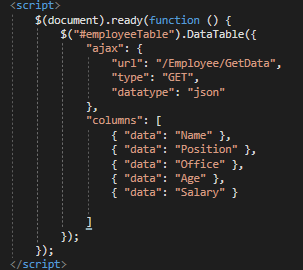 <script>
$(document).ready(function () {
$("#employeeTable").DataTable({
"ajax": {
"url": "/Employee/GetData",
"type": "GET",
"datatype": "json"
},
"columns": [
{ "data": "Name" },
{ "data": "Position" },
{ "data": "Office" },
{ "data": "Age" },
{ "data": "Salary" }
]
});
});
</script>